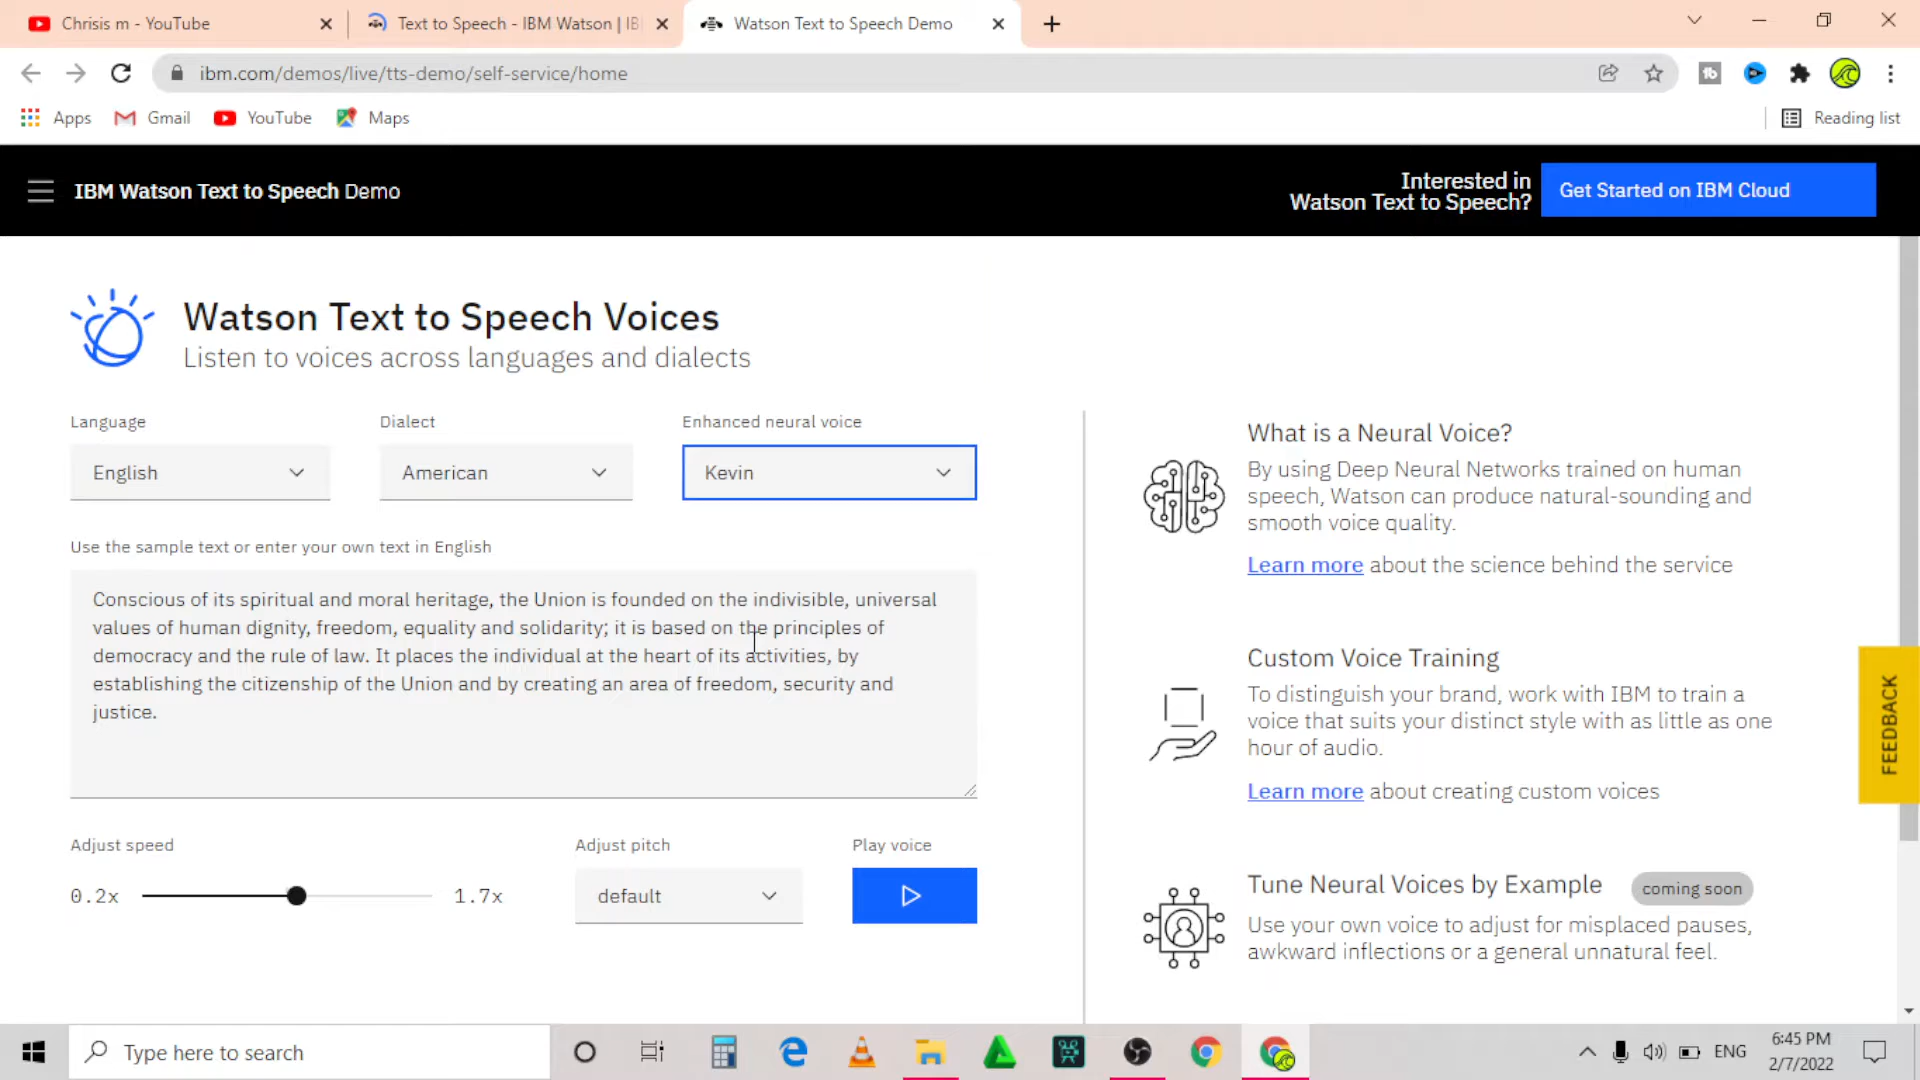 Chrisis m - YouTube
Text to Speech - IBM Watson | IB
Watson Text to Speech Demo
ibm.com/demos/live/tts-demo/self-service/home
Apps
Gmail
YouTube
Maps
Reading list
IBM Watson Text to Speech Demo
Interested in
Watson Text to Speech?
Get Started on IBM Cloud
Watson Text to Speech Voices
Listen to voices across languages and dialects
Language
Dialect
Enhanced neural voice
English
American
Kevin
Use the sample text or enter your own text in English
Conscious of its spiritual and moral heritage, the Union is founded on the indivisible, universal
values of human dignity, freedom, equality and solidarity; it is based on the principles of
democracy and the rule of law. It places the individual at the heart of its activities, by
establishing the citizenship of the Union and by creating an area of freedom, security and
justice.
Adjust speed
Adjust pitch
Play voice
0.2x
1.7x
default
What is a Neural Voice?
By using Deep Neural Networks trained on human
speech, Watson can produce natural-sounding and
smooth voice quality.
Learn more about the science behind the service
Custom Voice Training
To distinguish your brand, work with IBM to train a
voice that suits your distinct style with as little as one
hour of audio.
Learn more about creating custom voices
Tune Neural Voices by Example
coming soon
Use your own voice to adjust for misplaced pauses,
awkward inflections or a general unnatural feel.
FEEDBACK
Type here to search
ENG
6:45 PM
2/7/2022